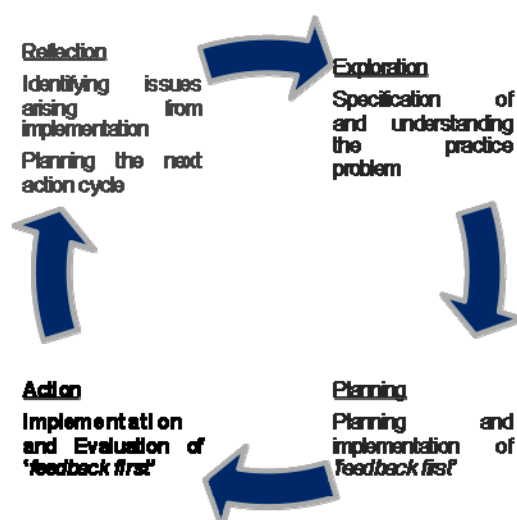 Reflection
Identifying issues
arising from
implementation
Planning the next
action cycle
Exploration
Specification of
and understanding
the practice
problem
Planning
Planning and
implementation of
'feedback first'
Action
Implementation
and Evaluation of
'feedback first'